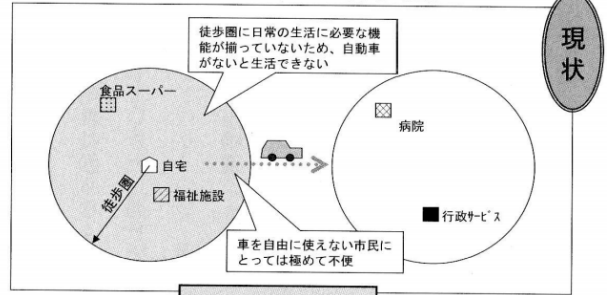 現状
徒歩圏に日常の生活に必要な機
能が揃っていないため、自動車
がないと生活できない
食品スーパー
病院
自宅
徒歩圏
福祉施設
行政サービス
車を自由に使えない市民に
とっては極めて不便